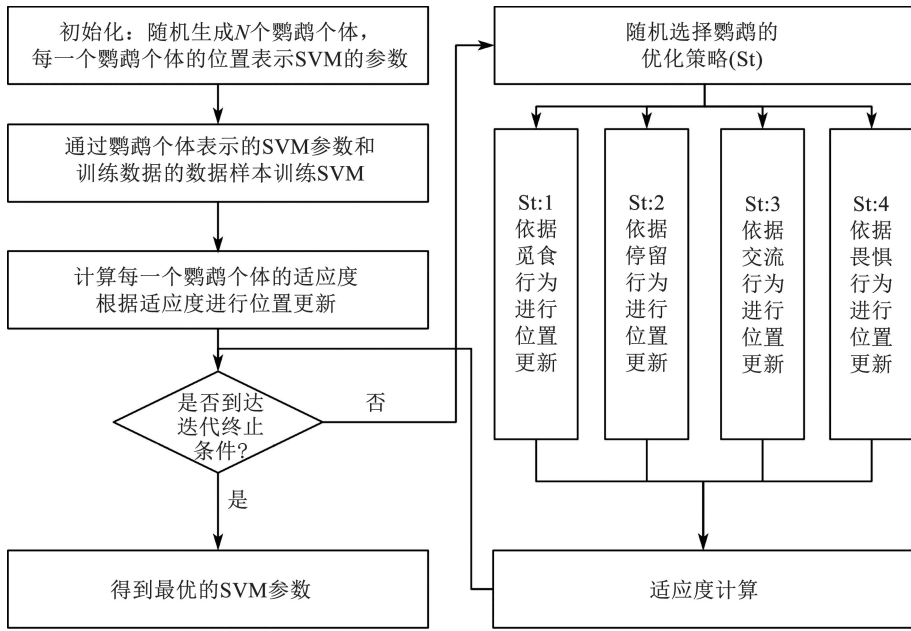 初始化：随机生成N个鹦鹉个体，
每一个鹦鹉个体的位置表示SVM的参数
通过鹦鹉个体表示的SVM参数和
训练数据的数据样本训练SVM
计算每一个鹦鹉个体的适应度
根据适应度进行位置更新
是否到达
迭代终止
条件?
否
是
得到最优的SVM参数
随机选择鹦鹉的
优化策略(St)
St:1
依据
觅食
行为
进行
位置
更新
St:2
依据
停留
行为
进行
位置
更新
St:3
依据
交流
行为
进行
位置
更新
St:4
依据
畏惧
行为
进行
位置
更新
适应度计算